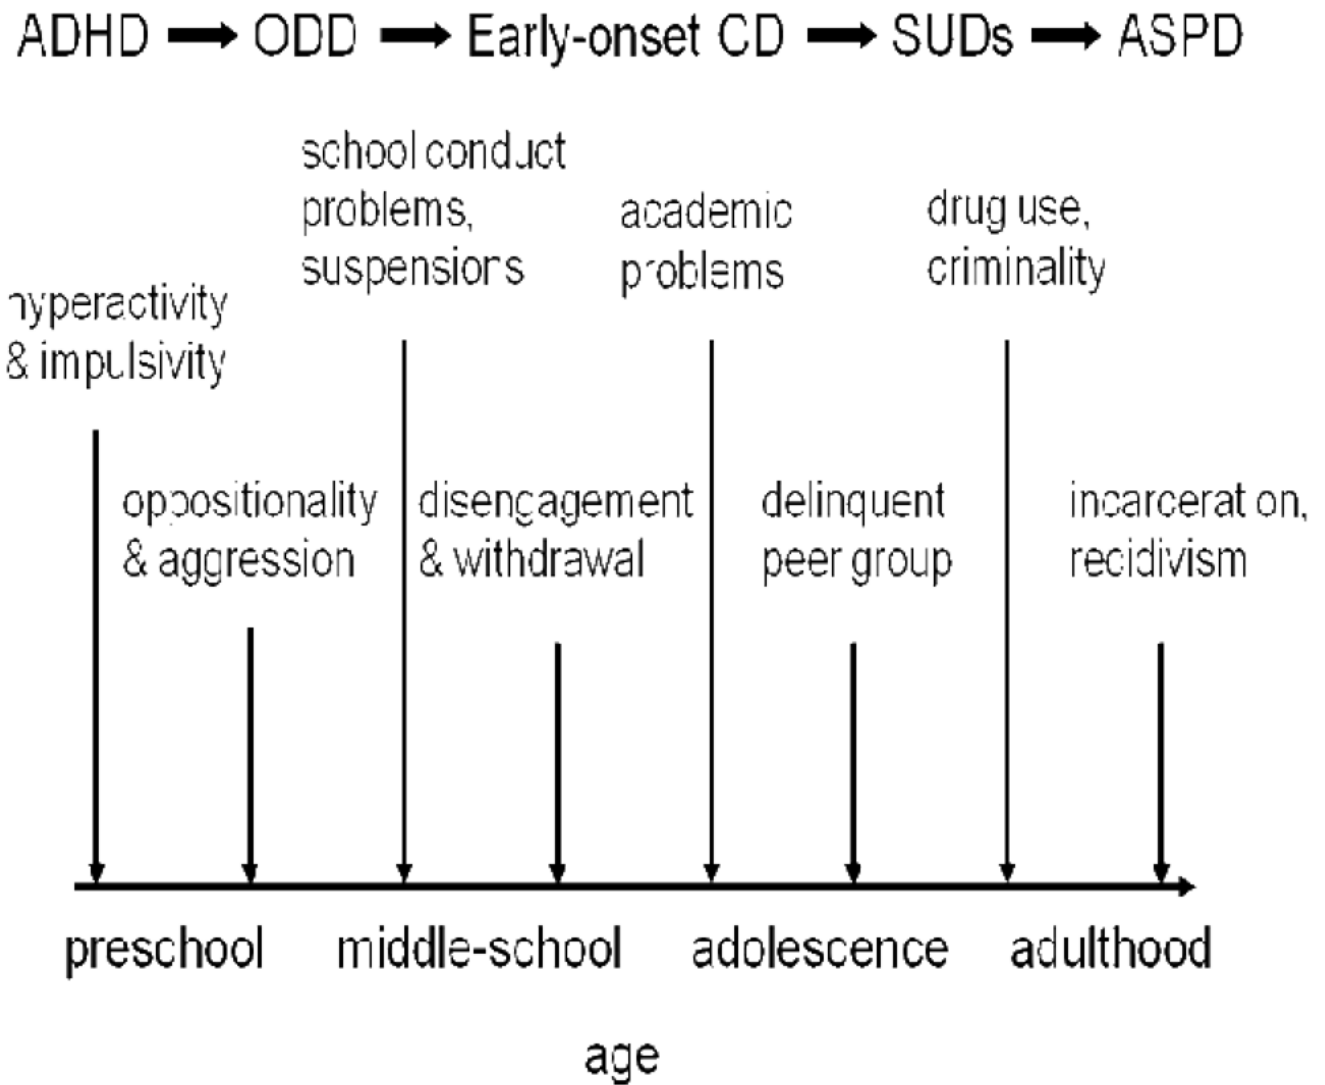 ADHD → ODD → Early-onset CD → SUDs → ASPD
school conduct
problems,
suspensions
academic
problems
drug use,
criminality
hyperactivity
& impulsivity
oppositionality
& aggression
disengagement
& withdrawal
delinquent
peer group
incarceration,
recidivism
preschool middle-school adolescence adulthood
age